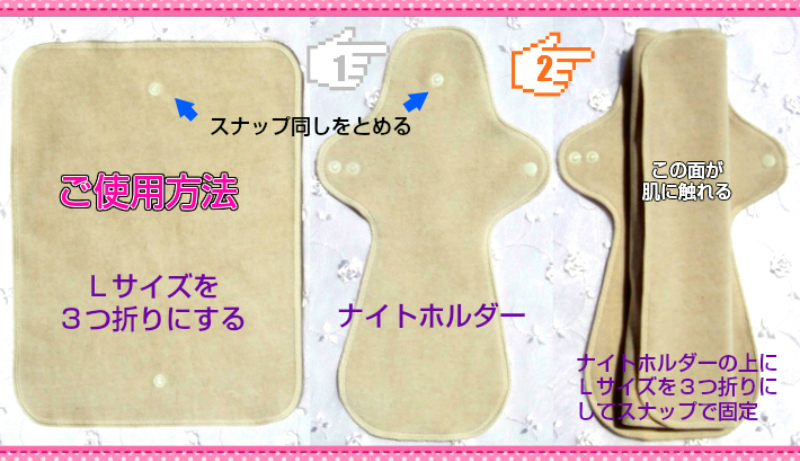 1
2
スナップ同しをとめる
ご使用方法
Lサイズを
3つ折りにする
ナイトホルダー
この面が
肌に触れる
ナイトホルダーの上に
Lサイズを3つ折りに
してスナップで固定